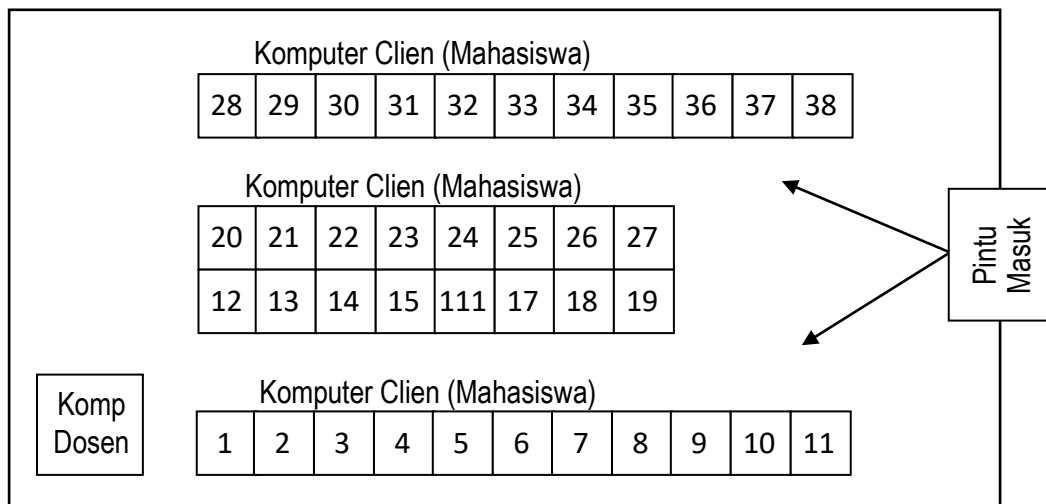 Komputer Clien (Mahasiswa)
28 29 30 31 32 33 34 35 36 37 38
Komputer Clien (Mahasiswa)
20 21 22 23 24 25 26 27
12 13 14 15 111 17 18 19
Pintu
Masuk
Komputer Clien (Mahasiswa)
Komp
Dosen
1 2 3 4 5 6 7 8 9 10 11